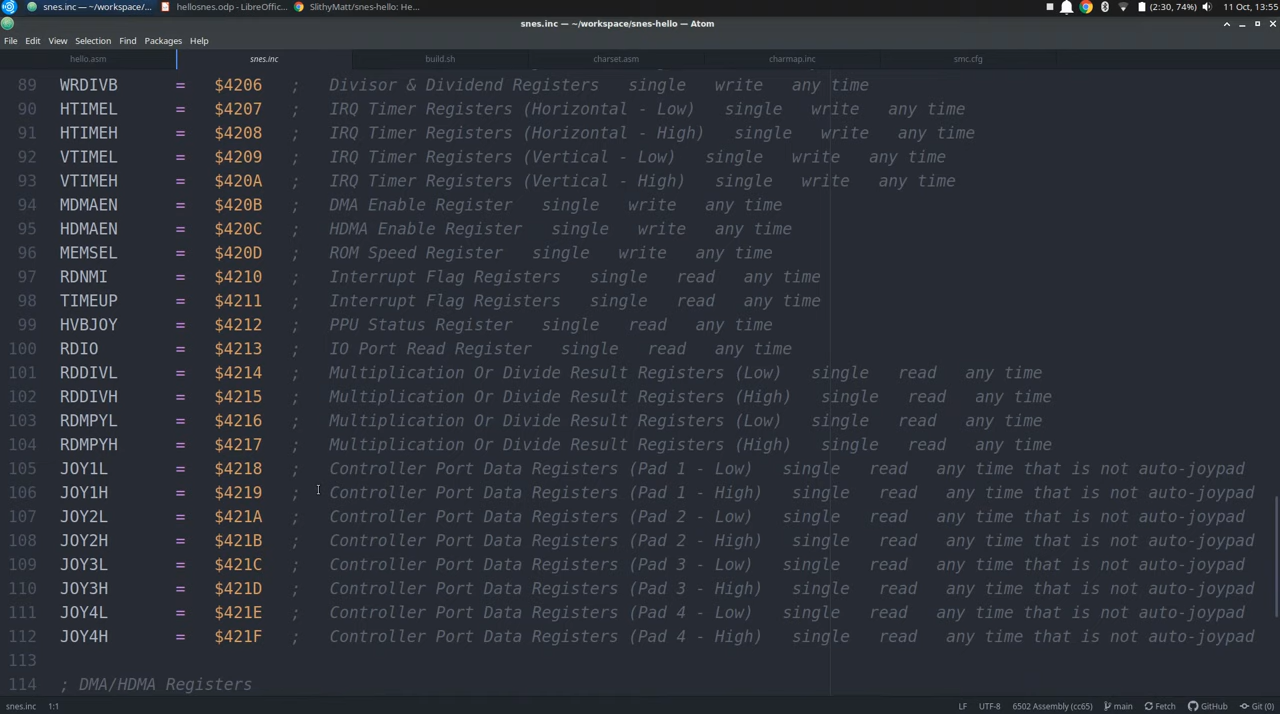 snes.inc — ~/workspace/... hellosnes.odp - LibreOffi... SlithyMatt/snes-hello: He... (2:30, 74%) 11 Oct, 13:55
snes.inc — ~/workspace/snes-hello — Atom
File Edit View Selection Find Packages Help
hello.asm snes.inc build.sh charset.asm charmap.inc smc.cfg
89 WRDIVB = $4206 ; Divisor & Dividend Registers single write any time
90 HTIMEL = $4207 ; IRQ Timer Registers (Horizontal - Low) single write any time
91 HTIMEH = $4208 ; IRQ Timer Registers (Horizontal - High) single write any time
92 VTIMEL = $4209 ; IRQ Timer Registers (Vertical - Low) single write any time
93 VTIMEH = $420A ; IRQ Timer Registers (Vertical - High) single write any time
94 MDMAEN = $420B ; DMA Enable Register single write any time
95 HDMAEN = $420C ; HDMA Enable Register single write any time
96 MEMSEL = $420D ; ROM Speed Register single write any time
97 RDNMI = $4210 ; Interrupt Flag Registers single read any time
98 TIMEUP = $4211 ; Interrupt Flag Registers single read any time
99 HVBJOY = $4212 ; PPU Status Register single read any time
100 RDIO = $4213 ; IO Port Read Register single read any time
101 RDDIVL = $4214 ; Multiplication Or Divide Result Registers (Low) single read any time
102 RDDIVH = $4215 ; Multiplication Or Divide Result Registers (High) single read any time
103 RDMPYL = $4216 ; Multiplication Or Divide Result Registers (Low) single read any time
104 RDMPYH = $4217 ; Multiplication Or Divide Result Registers (High) single read any time
105 JOY1L = $4218 ; Controller Port Data Registers (Pad 1 - Low) single read any time that is not auto-joypad
106 JOY1H = $4219 ; Controller Port Data Registers (Pad 1 - High) single read any time that is not auto-joypad
107 JOY2L = $421A ; Controller Port Data Registers (Pad 2 - Low) single read any time that is not auto-joypad
108 JOY2H = $421B ; Controller Port Data Registers (Pad 2 - High) single read any time that is not auto-joypad
109 JOY3L = $421C ; Controller Port Data Registers (Pad 3 - Low) single read any time that is not auto-joypad
110 JOY3H = $421D ; Controller Port Data Registers (Pad 3 - High) single read any time that is not auto-joypad
111 JOY4L = $421E ; Controller Port Data Registers (Pad 4 - Low) single read any time that is not auto-joypad
112 JOY4H = $421F ; Controller Port Data Registers (Pad 4 - High) single read any time that is not auto-joypad
113
114 ; DMA/HDMA Registers
snes.inc 1:1 LF UTF-8 6502 Assembly (cc65) main Fetch GitHub Git (0)